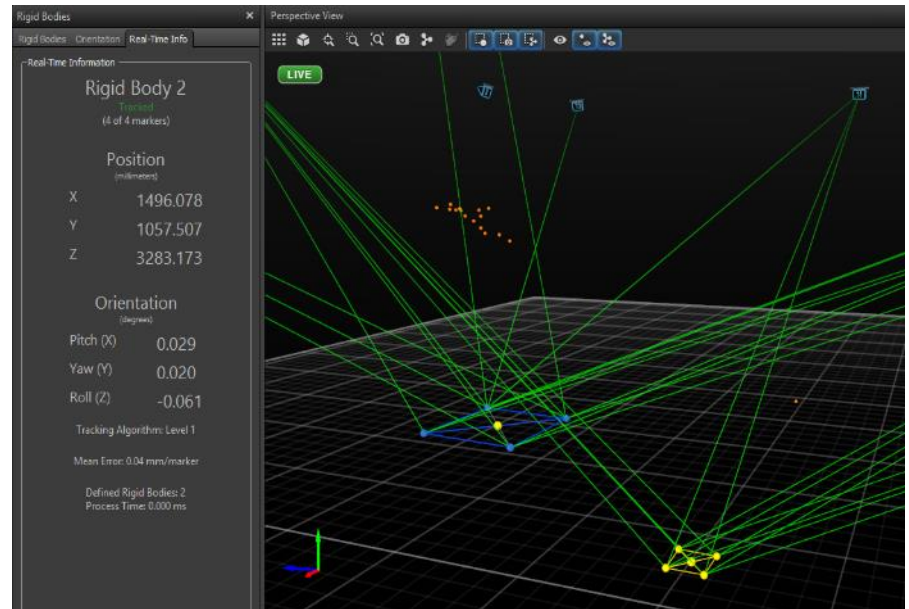 Rigid Bodies
Perspective View
Rigid Bodies Orientation Real-Time Info
Real-Time Information
LIVE
Rigid Body 2
Tracked
(4 of 4 markers)
Position
(millimeters)
X 1496.078
Y 1057.507
Z 3283.173
Orientation
(degrees)
Pitch (X) 0.029
Yaw (Y) 0.020
Roll (Z) -0.061
Tracking Algorithm: Level 1
Mean Error: 0.04 mm/marker
Defined Rigid Bodies: 2
Process Time: 0.000 ms